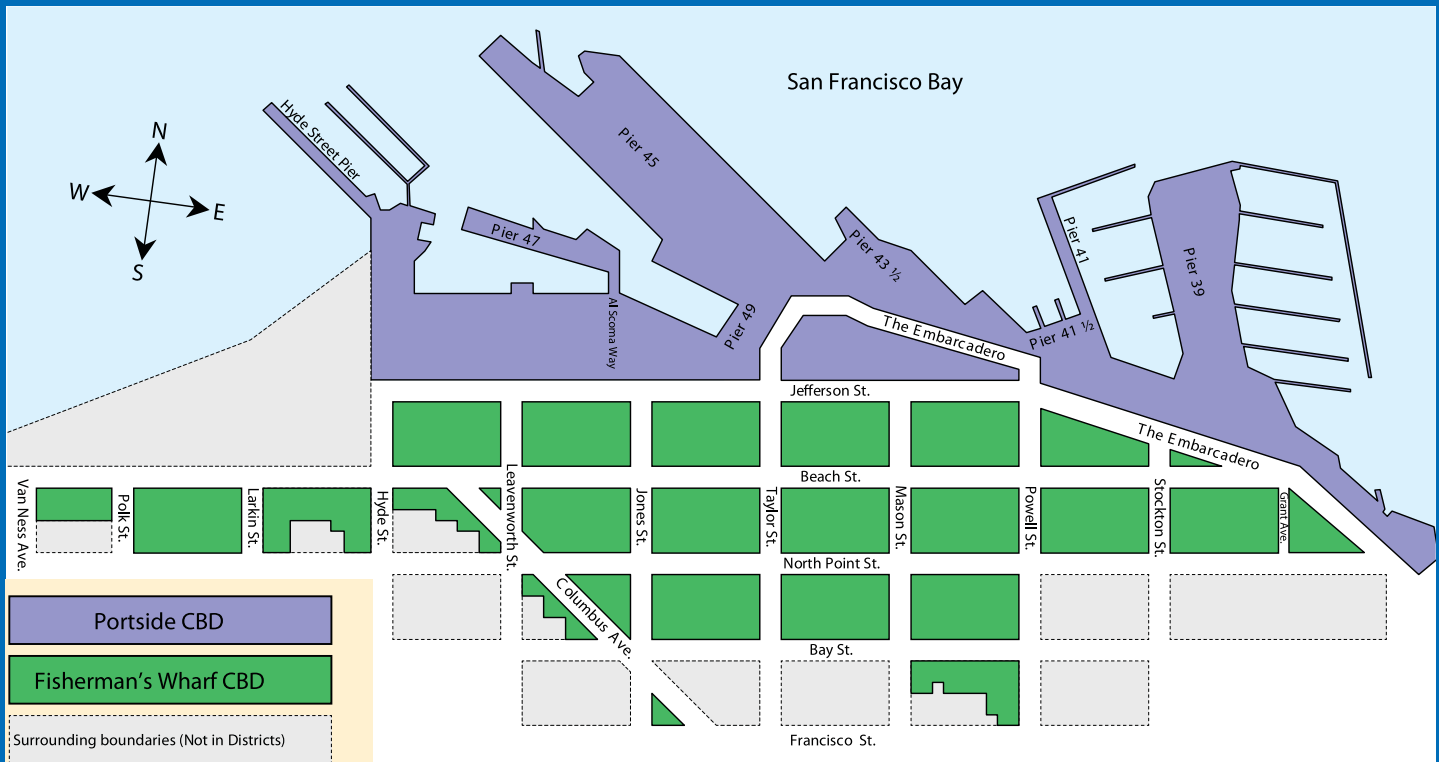 San Francisco Bay
N
W
E
S
Hyde Street Pier
Pier 45
Pier 47
Pier 43 ½
Pier 41
Pier 39
Al Scoma Way
Pier 49
The Embarcadero
Pier 41 ½
Jefferson St.
The Embarcadero
Beach St.
Van Ness Ave.
Polk St.
Larkin St.
Hyde St.
Leavenworth St.
Jones St.
Taylor St.
Mason St.
Powell St.
Stockton St.
Grant Ave.
North Point St.
Columbus Ave.
Bay St.
Francisco St.
Portside CBD
Fisherman's Wharf CBD
Surrounding boundaries (Not in Districts)